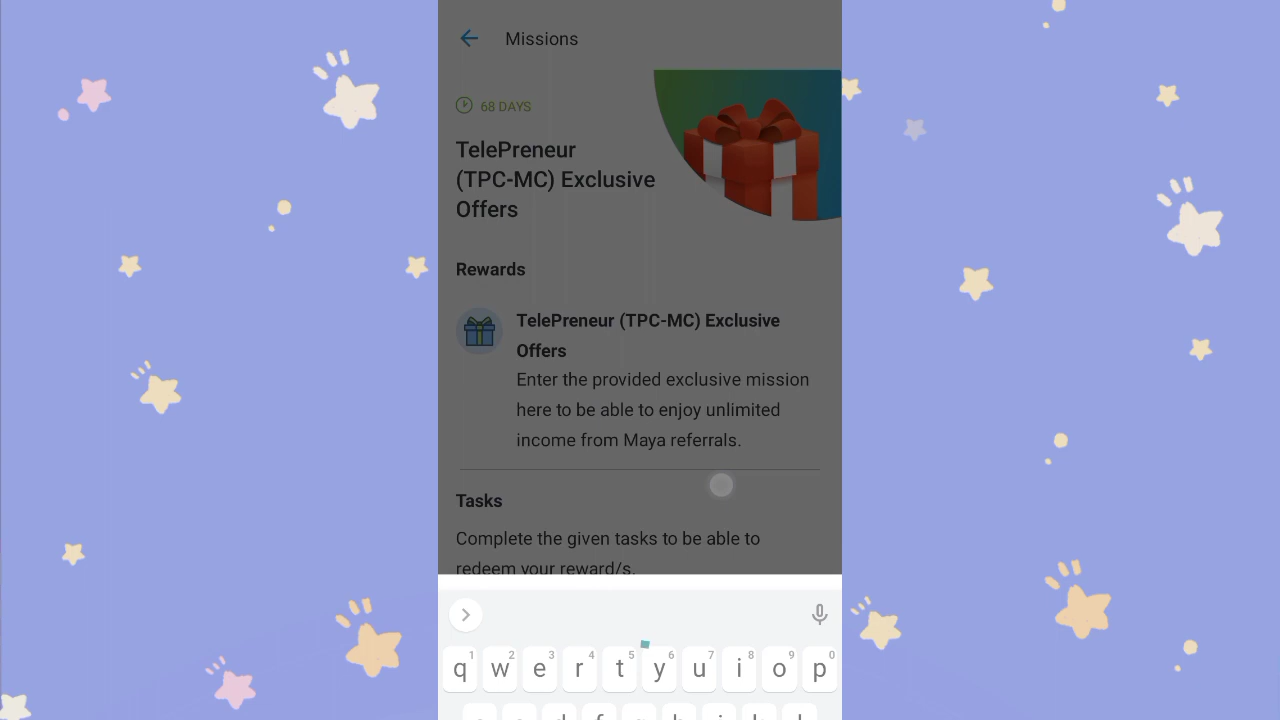 Missions
68 DAYS
TelePreneur
(TPC-MC) Exclusive
Offers
Rewards
TelePreneur (TPC-MC) Exclusive
Offers
Enter the provided exclusive mission
here to be able to enjoy unlimited
income from Maya referrals.
Tasks
Complete the given tasks to be able to
redeem your reward/s.
1 2 3 4 5 6 7 8 9 0
q w e r t y u i o p